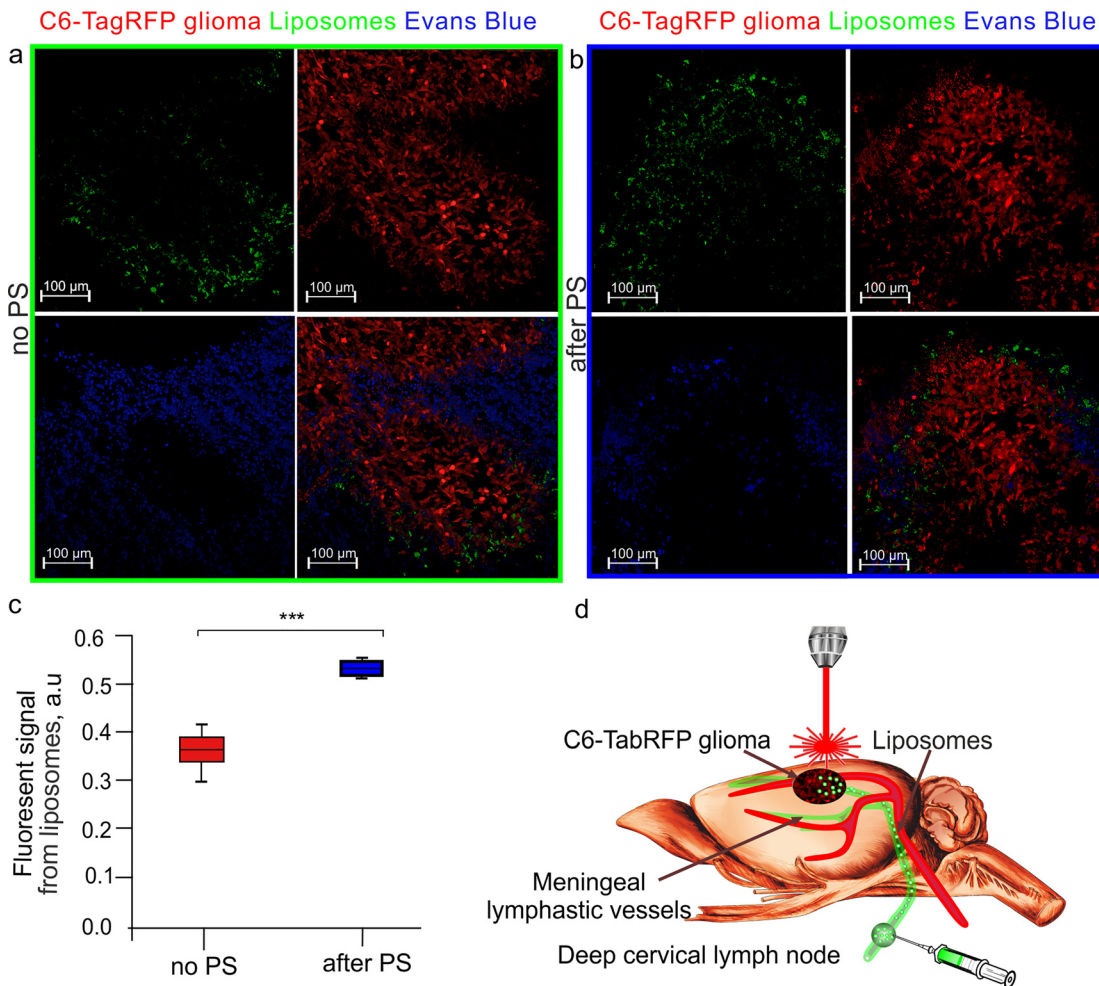 C6-TagRFP glioma Liposomes Evans Blue
C6-TagRFP glioma Liposomes Evans Blue
a
b
no PS
after PS
100 µm
100 µm
100 µm
100 µm
100 µm
100 µm
100 µm
100 µm
c
d
***
Fluorescent signal
from liposomes, a.u
0.6
0.5
0.4
0.3
0.2
0.1
0.0
no PS
after PS
C6-TabRFP glioma
Liposomes
Meningeal
lymphastic vessels
Deep cervical lymph node